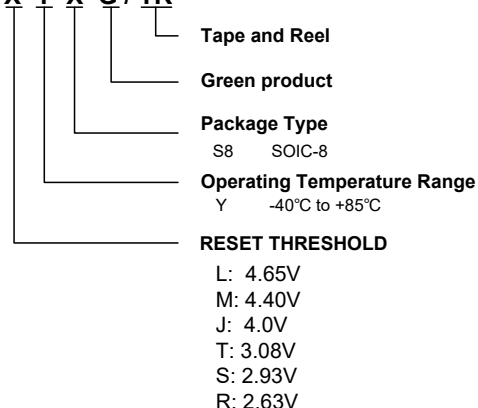 Tape and Reel
Green product
Package Type
S8 SOIC-8
Operating Temperature Range
Y -40℃ to +85℃
RESET THRESHOLD
L: 4.65V
M: 4.40V
J: 4.0V
T: 3.08V
S: 2.93V
R: 2.63V